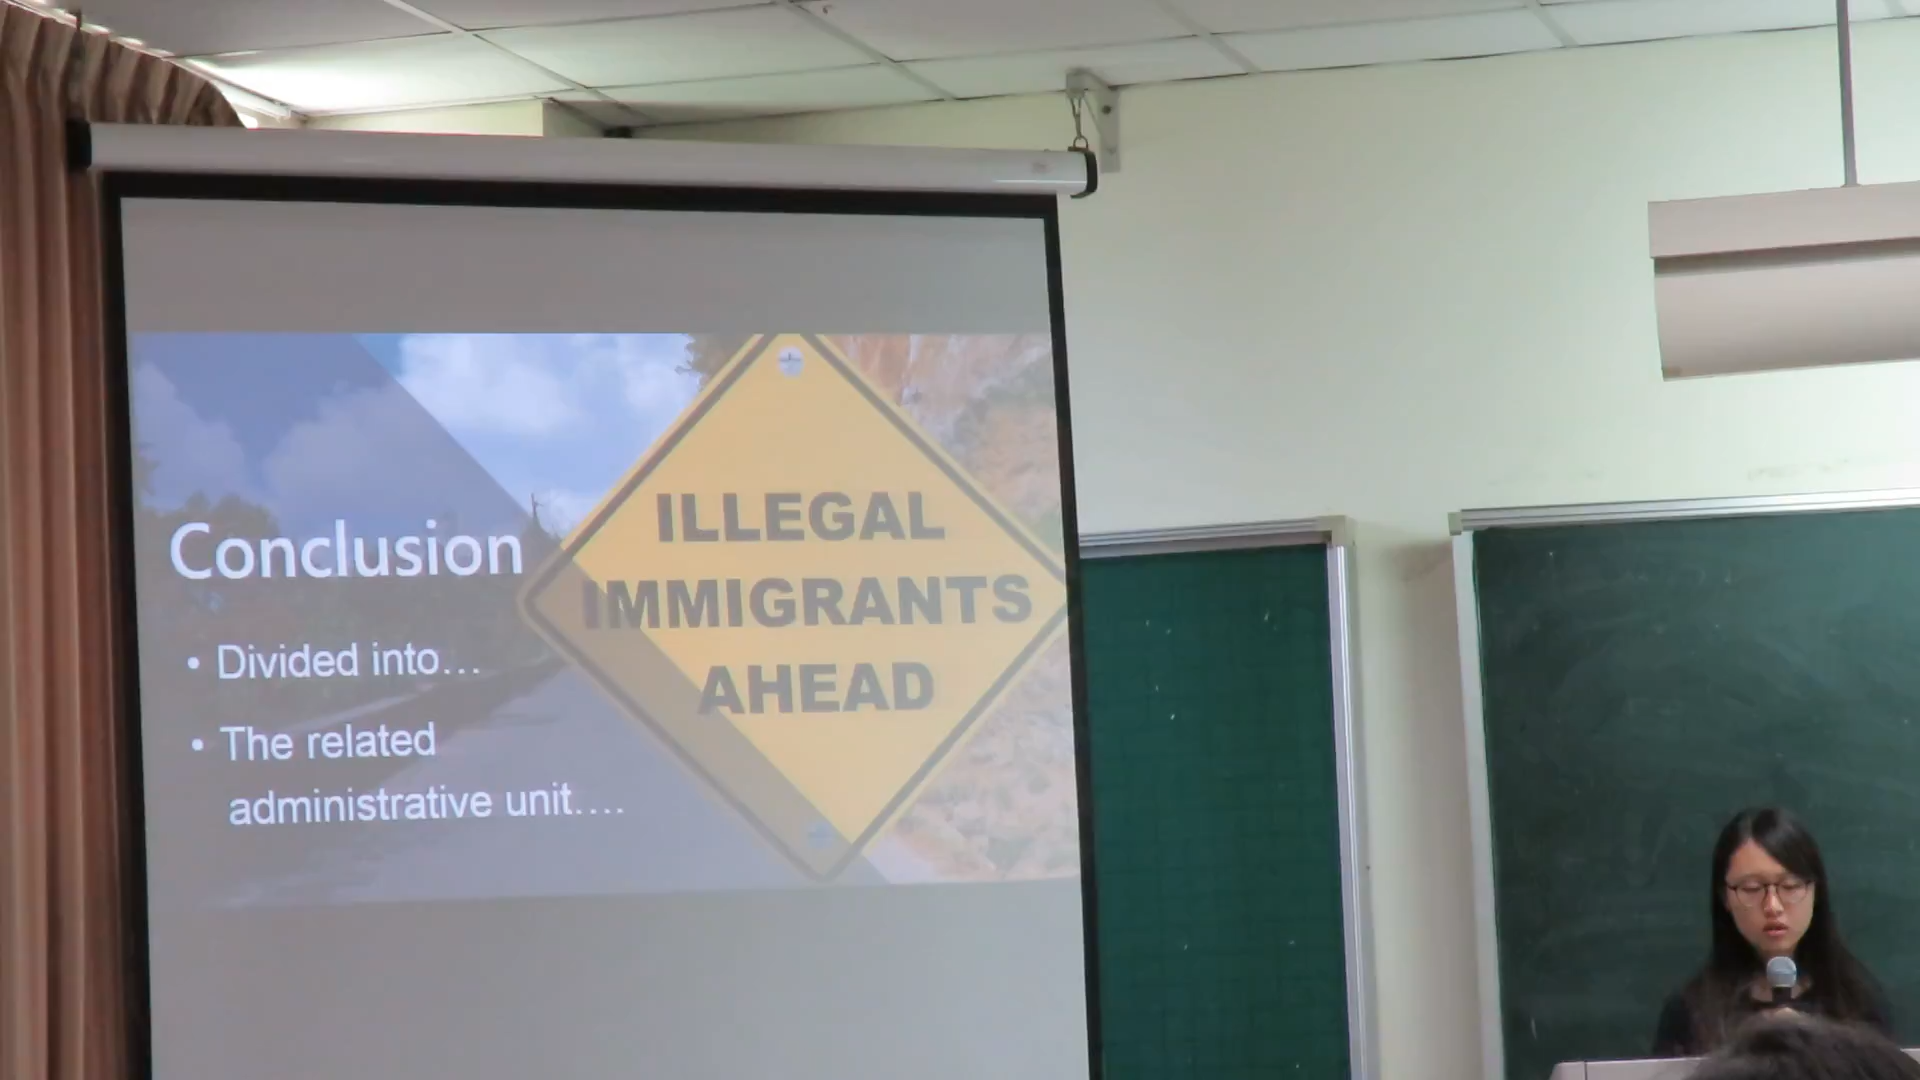 Conclusion
• Divided into…
• The related
administrative unit….
ILLEGAL
IMMIGRANTS
AHEAD